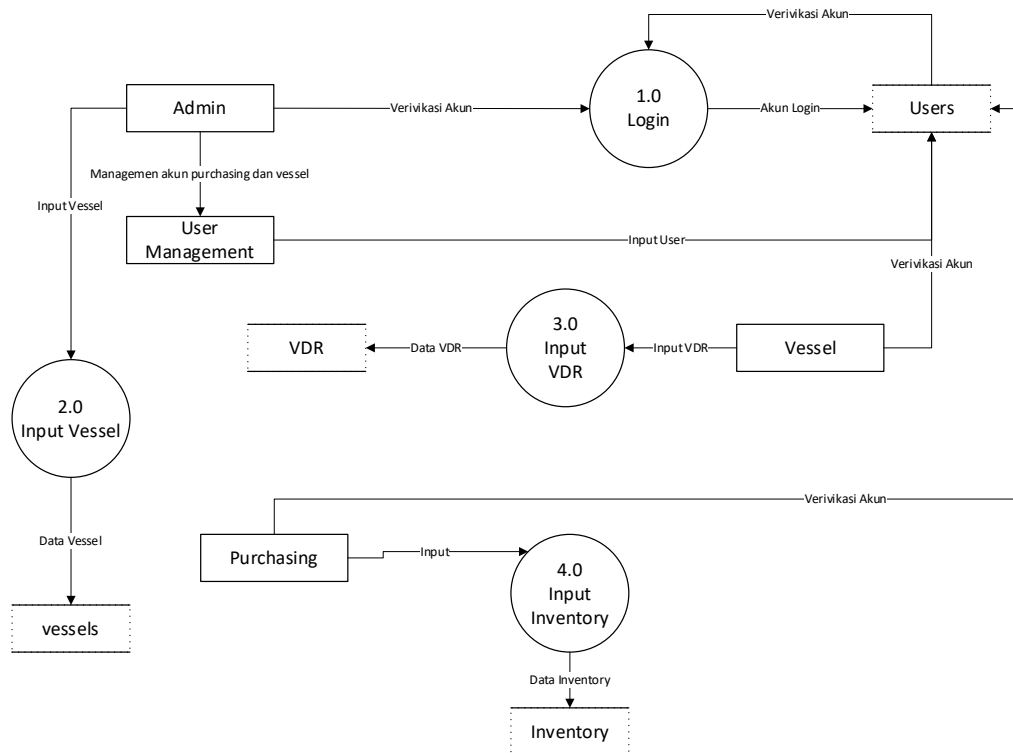 Verivikasi Akun
1.0
Login
Admin
Verivikasi Akun
Akun Login
Users
Managemen akun purchasing dan vessel
Input Vessel
User
Management
Input User
Verivikasi Akun
3.0
Input
VDR
VDR
Data VDR
Input VDR
Vessel
2.0
Input Vessel
Verivikasi Akun
Data Vessel
Purchasing
Input
4.0
Input
Inventory
vessels
Data Inventory
Inventory